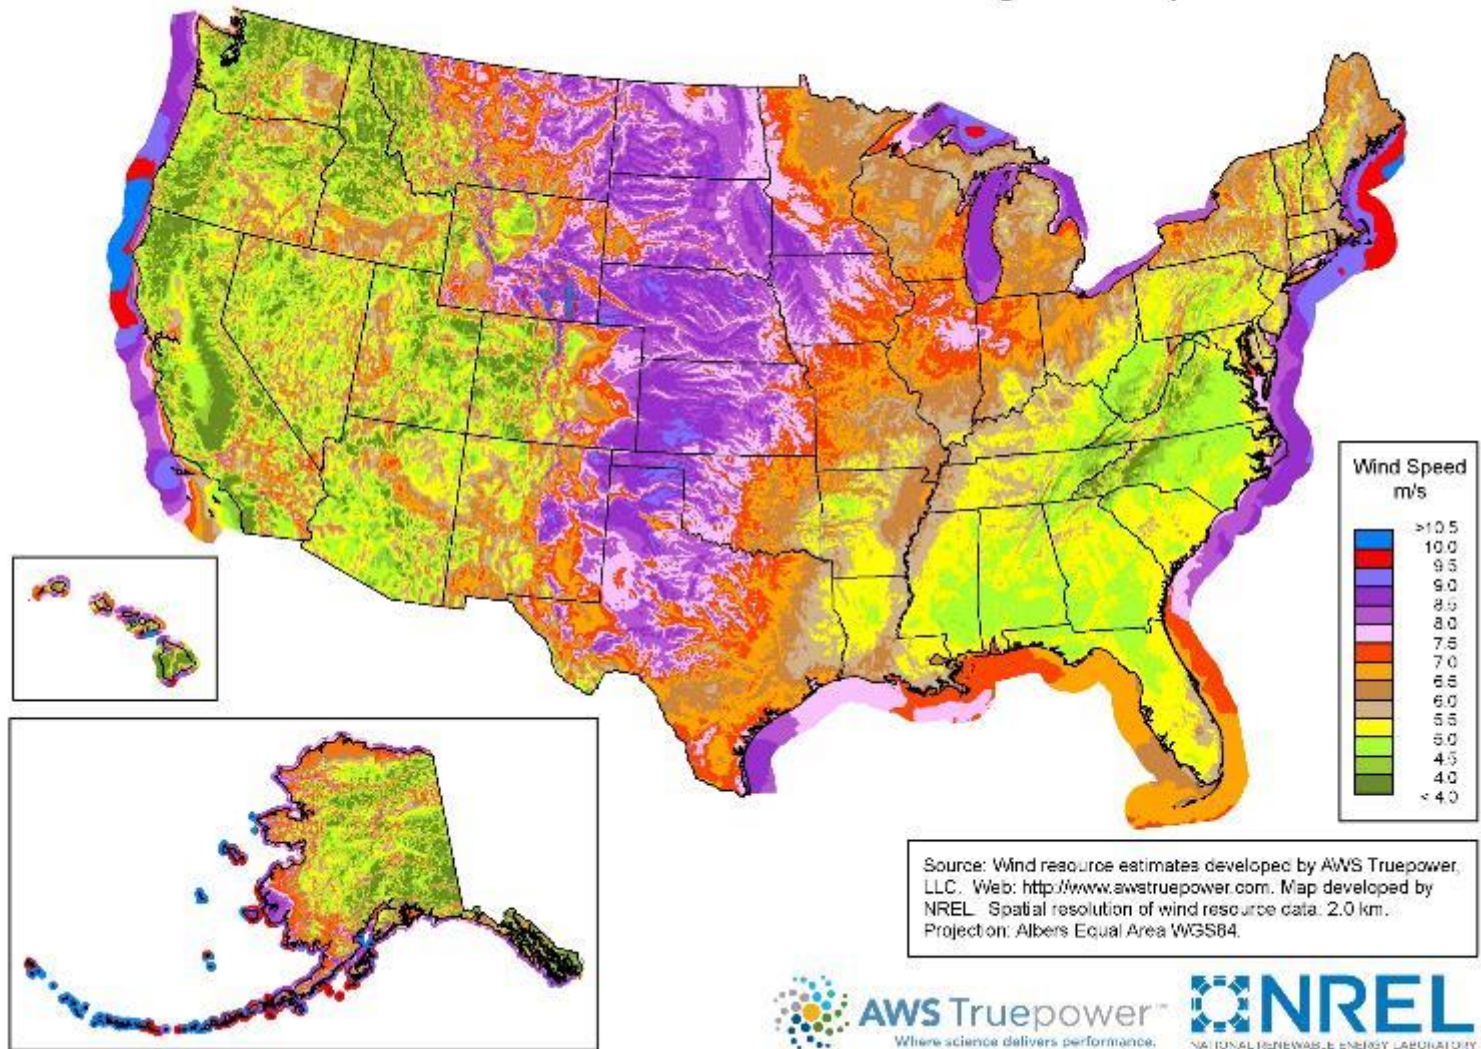 Wind Speed
m/s
>10.5
10.0
9.5
9.0
8.5
8.0
7.5
7.0
6.5
6.0
5.5
5.0
4.5
4.0
< 4.0
Source: Wind resource estimates developed by AWS Truepower,
LLC. Web: http://www.awstruepower.com. Map developed by
NREL. Spatial resolution of wind resource data: 2.0 km.
Projection: Albers Equal Area WGS84.
AWS Truepower™
Where science delivers performance.
NREL
NATIONAL RENEWABLE ENERGY LABORATORY